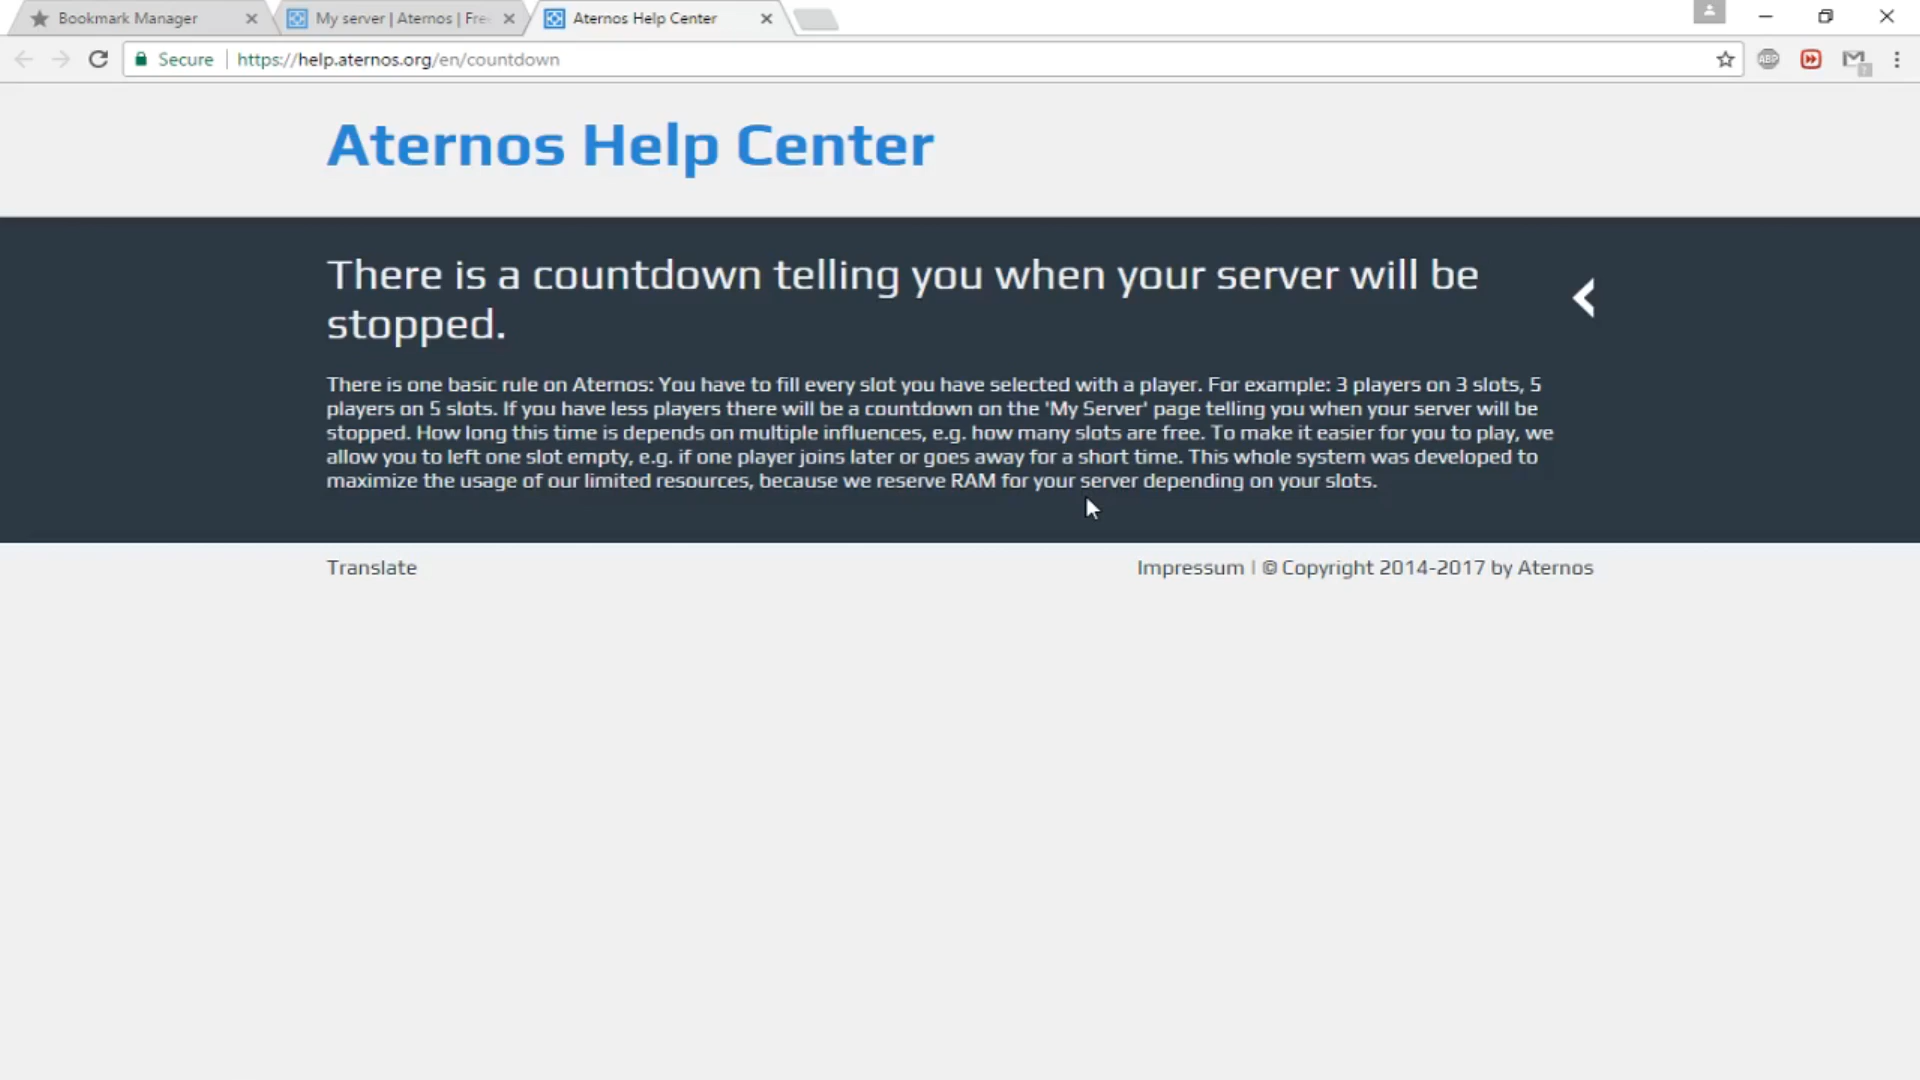 Bookmark Manager
My server | Aternos | Fre
Aternos Help Center
Secure
https://help.aternos.org/en/countdown
ABP
Aternos Help Center
There is a countdown telling you when your server will be
stopped.
There is one basic rule on Aternos: You have to fill every slot you have selected with a player. For example: 3 players on 3 slots, 5
players on 5 slots. If you have less players there will be a countdown on the 'My Server' page telling you when your server will be
stopped. How long this time is depends on multiple influences, e.g. how many slots are free. To make it easier for you to play, we
allow you to left one slot empty, e.g. if one player joins later or goes away for a short time. This whole system was developed to
maximize the usage of our limited resources, because we reserve RAM for your server depending on your slots.
Translate
Impressum | © Copyright 2014-2017 by Aternos